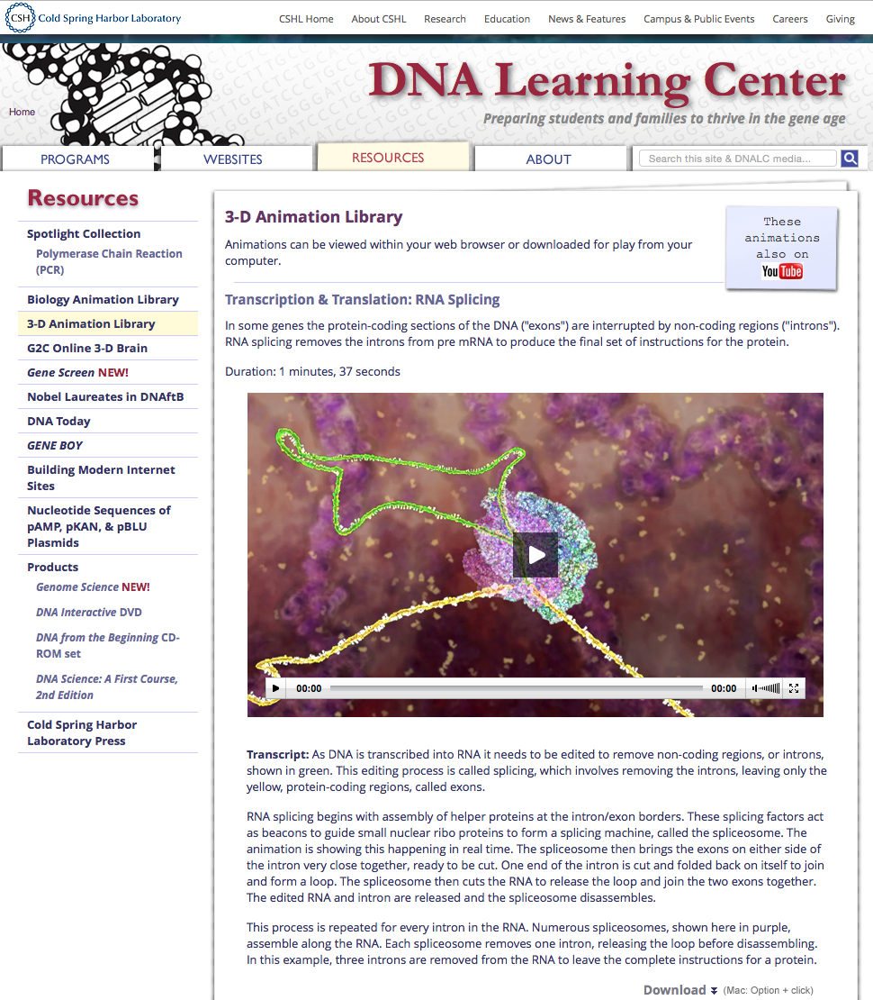 CSH Cold Spring Harbor Laboratory
CSHL Home About CSHL Research Education News & Features Campus & Public Events Careers Giving
DNA Learning Center
Home
Preparing students and families to thrive in the gene age
PROGRAMS WEBSITES RESOURCES ABOUT Search this site & DNALC media...
Resources
Spotlight Collection
Polymerase Chain Reaction
(PCR)
Biology Animation Library
3-D Animation Library
G2C Online 3-D Brain
Gene Screen NEW!
Nobel Laureates in DNAftB
DNA Today
GENE BOY
Building Modern Internet
Sites
Nucleotide Sequences of
pAMP, pKAN, & pBLU
Plasmids
Products
Genome Science NEW!
DNA Interactive DVD
DNA from the Beginning CD-
ROM set
DNA Science: A First Course,
2nd Edition
Cold Spring Harbor
Laboratory Press
3-D Animation Library
Animations can be viewed within your web browser or downloaded for play from your
computer.
These
animations
also on
YouTube
Transcription & Translation: RNA Splicing
In some genes the protein-coding sections of the DNA ("exons") are interrupted by non-coding regions ("introns").
RNA splicing removes the introns from pre mRNA to produce the final set of instructions for the protein.
Duration: 1 minutes, 37 seconds
00:00 00:00
Transcript: As DNA is transcribed into RNA it needs to be edited to remove non-coding regions, or introns,
shown in green. This editing process is called splicing, which involves removing the introns, leaving only the
yellow, protein-coding regions, called exons.
RNA splicing begins with assembly of helper proteins at the intron/exon borders. These splicing factors act
as beacons to guide small nuclear ribo proteins to form a splicing machine, called the spliceosome. The
animation is showing this happening in real time. The spliceosome then brings the exons on either side of
the intron very close together, ready to be cut. One end of the intron is cut and folded back on itself to join
and form a loop. The spliceosome then cuts the RNA to release the loop and join the two exons together.
The edited RNA and intron are released and the spliceosome disassembles.
This process is repeated for every intron in the RNA. Numerous spliceosomes, shown here in purple,
assemble along the RNA. Each spliceosome removes one intron, releasing the loop before disassembling.
In this example, three introns are removed from the RNA to leave the complete instructions for a protein.
Download (Mac: Option + click)